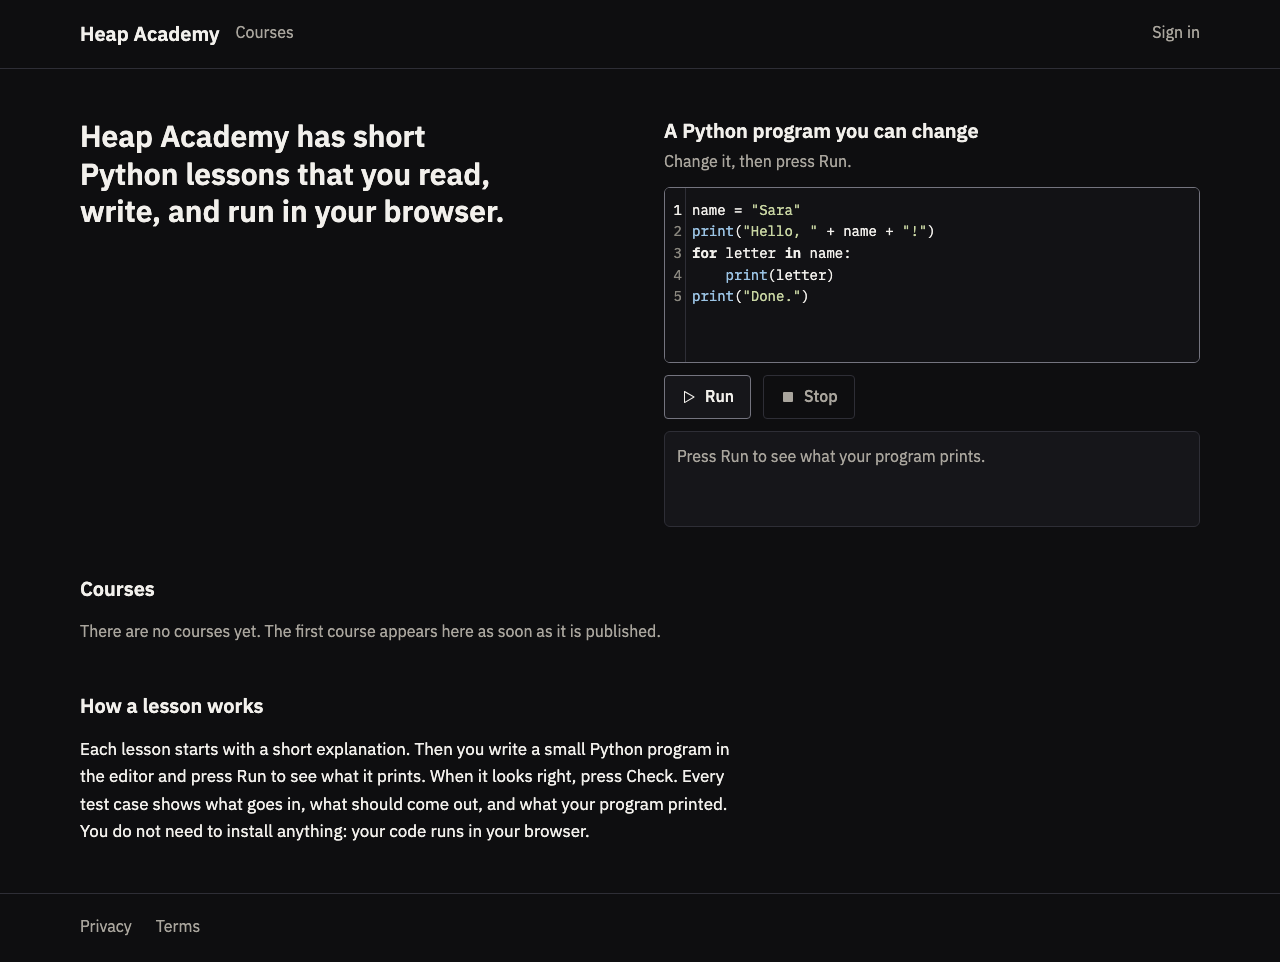 Heap Academy Courses Sign in
Heap Academy has short
Python lessons that you read,
write, and run in your browser.
A Python program you can change
Change it, then press Run.
1 name = "Sara"
2 print("Hello, " + name + "!")
3 for letter in name:
4     print(letter)
5 print("Done.")
Run Stop
Press Run to see what your program prints.
Courses
There are no courses yet. The first course appears here as soon as it is published.
How a lesson works
Each lesson starts with a short explanation. Then you write a small Python program in
the editor and press Run to see what it prints. When it looks right, press Check. Every
test case shows what goes in, what should come out, and what your program printed.
You do not need to install anything: your code runs in your browser.
Privacy Terms